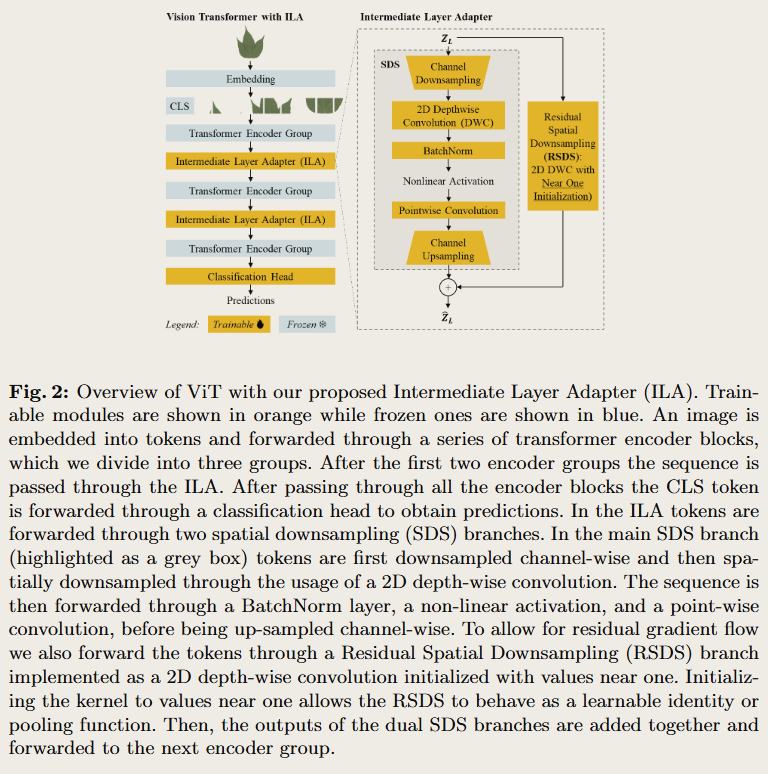 Vision Transformer with ILA
Embedding
CLS
Transformer Encoder Group
Intermediate Layer Adapter (ILA)
Transformer Encoder Group
Intermediate Layer Adapter (ILA)
Transformer Encoder Group
Classification Head
Predictions
Legend: Trainable Frozen
Intermediate Layer Adapter
Z_L
SDS
Channel
Downsampling
2D Depthwise
Convolution (DWC)
BatchNorm
Nonlinear Activation
Pointwise Convolution
Channel
Upsampling
+
Ẑ_L
Residual
Spatial
Downsampling
(RSDS):
2D DWC with
Near One
Initialization)
Fig. 2: Overview of ViT with our proposed Intermediate Layer Adapter (ILA). Train-
able modules are shown in orange while frozen ones are shown in blue. An image is
embedded into tokens and forwarded through a series of transformer encoder blocks,
which we divide into three groups. After the first two encoder groups the sequence is
passed through the ILA. After passing through all the encoder blocks the CLS token
is forwarded through a classification head to obtain predictions. In the ILA tokens are
forwarded through two spatial downsampling (SDS) branches. In the main SDS branch
(highlighted as a grey box) tokens are first downsampled channel-wise and then spa-
tially downsampled through the usage of a 2D depth-wise convolution. The sequence is
then forwarded through a BatchNorm layer, a non-linear activation, and a point-wise
convolution, before being up-sampled channel-wise. To allow for residual gradient flow
we also forward the tokens through a Residual Spatial Downsampling (RSDS) branch
implemented as a 2D depth-wise convolution initialized with values near one. Initializ-
ing the kernel to values near one allows the RSDS to behave as a learnable identity or
pooling function. Then, the outputs of the dual SDS branches are added together and
forwarded to the next encoder group.